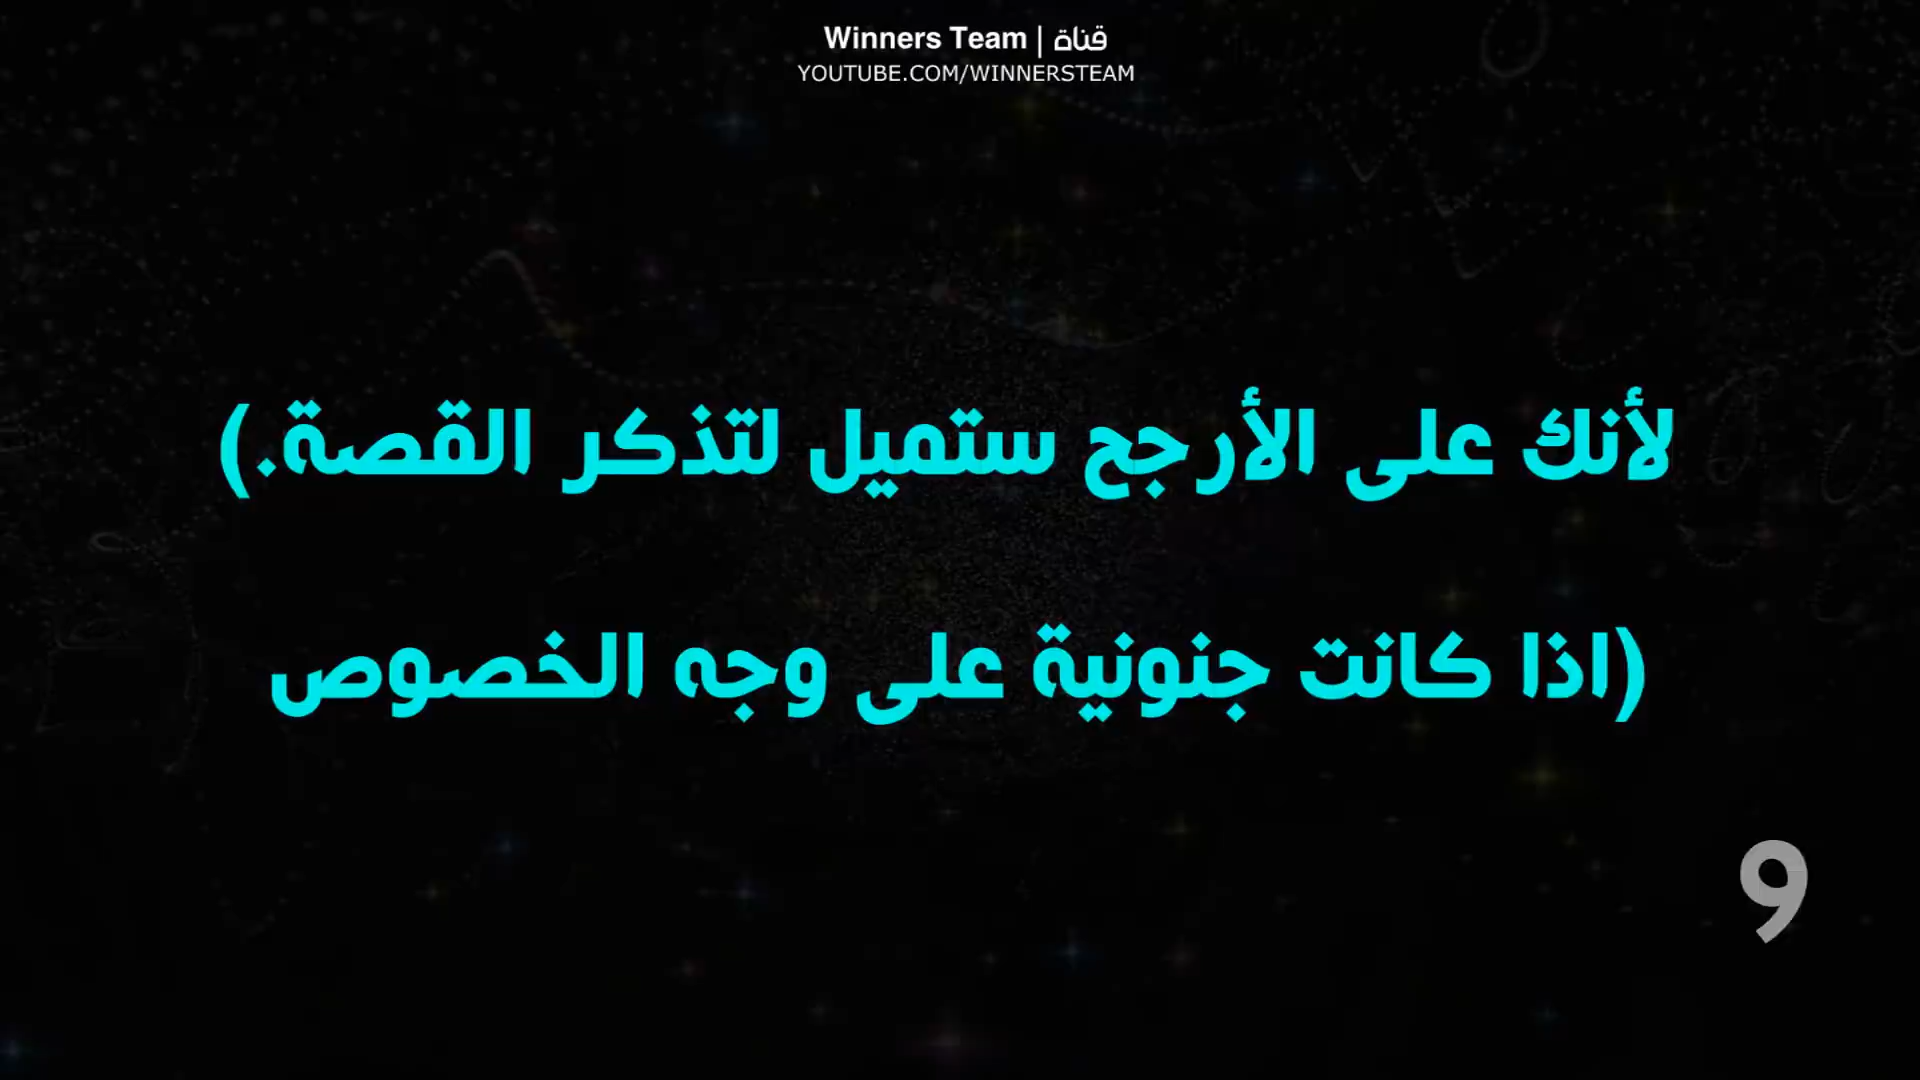 Winners Team | قناة
YOUTUBE.COM/WINNERSTEAM
لأنك على الأرجح ستميل لتذكر القصة.)
(اذا كانت جنونية على وجه الخصوص
9